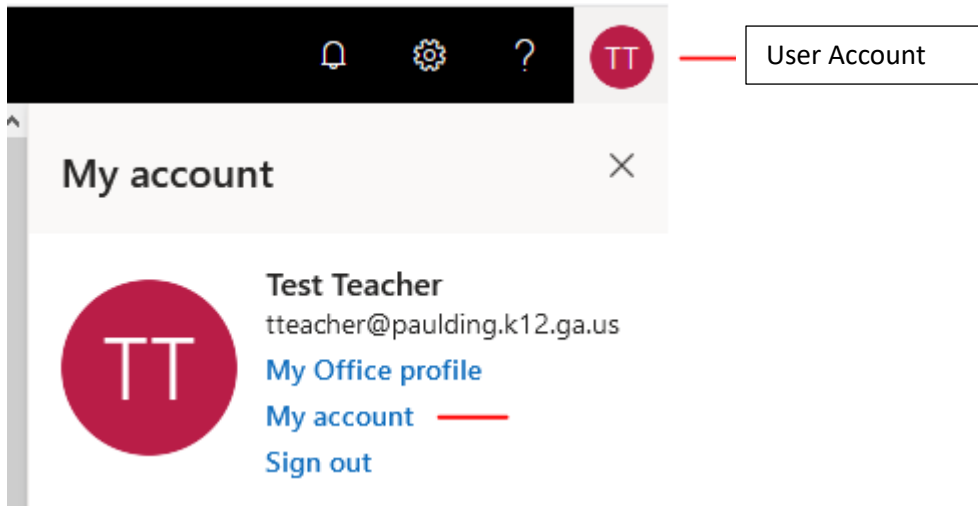 ? TT User Account
My account
TT
Test Teacher
tteacher@paulding.k12.ga.us
My Office profile
My account
Sign out